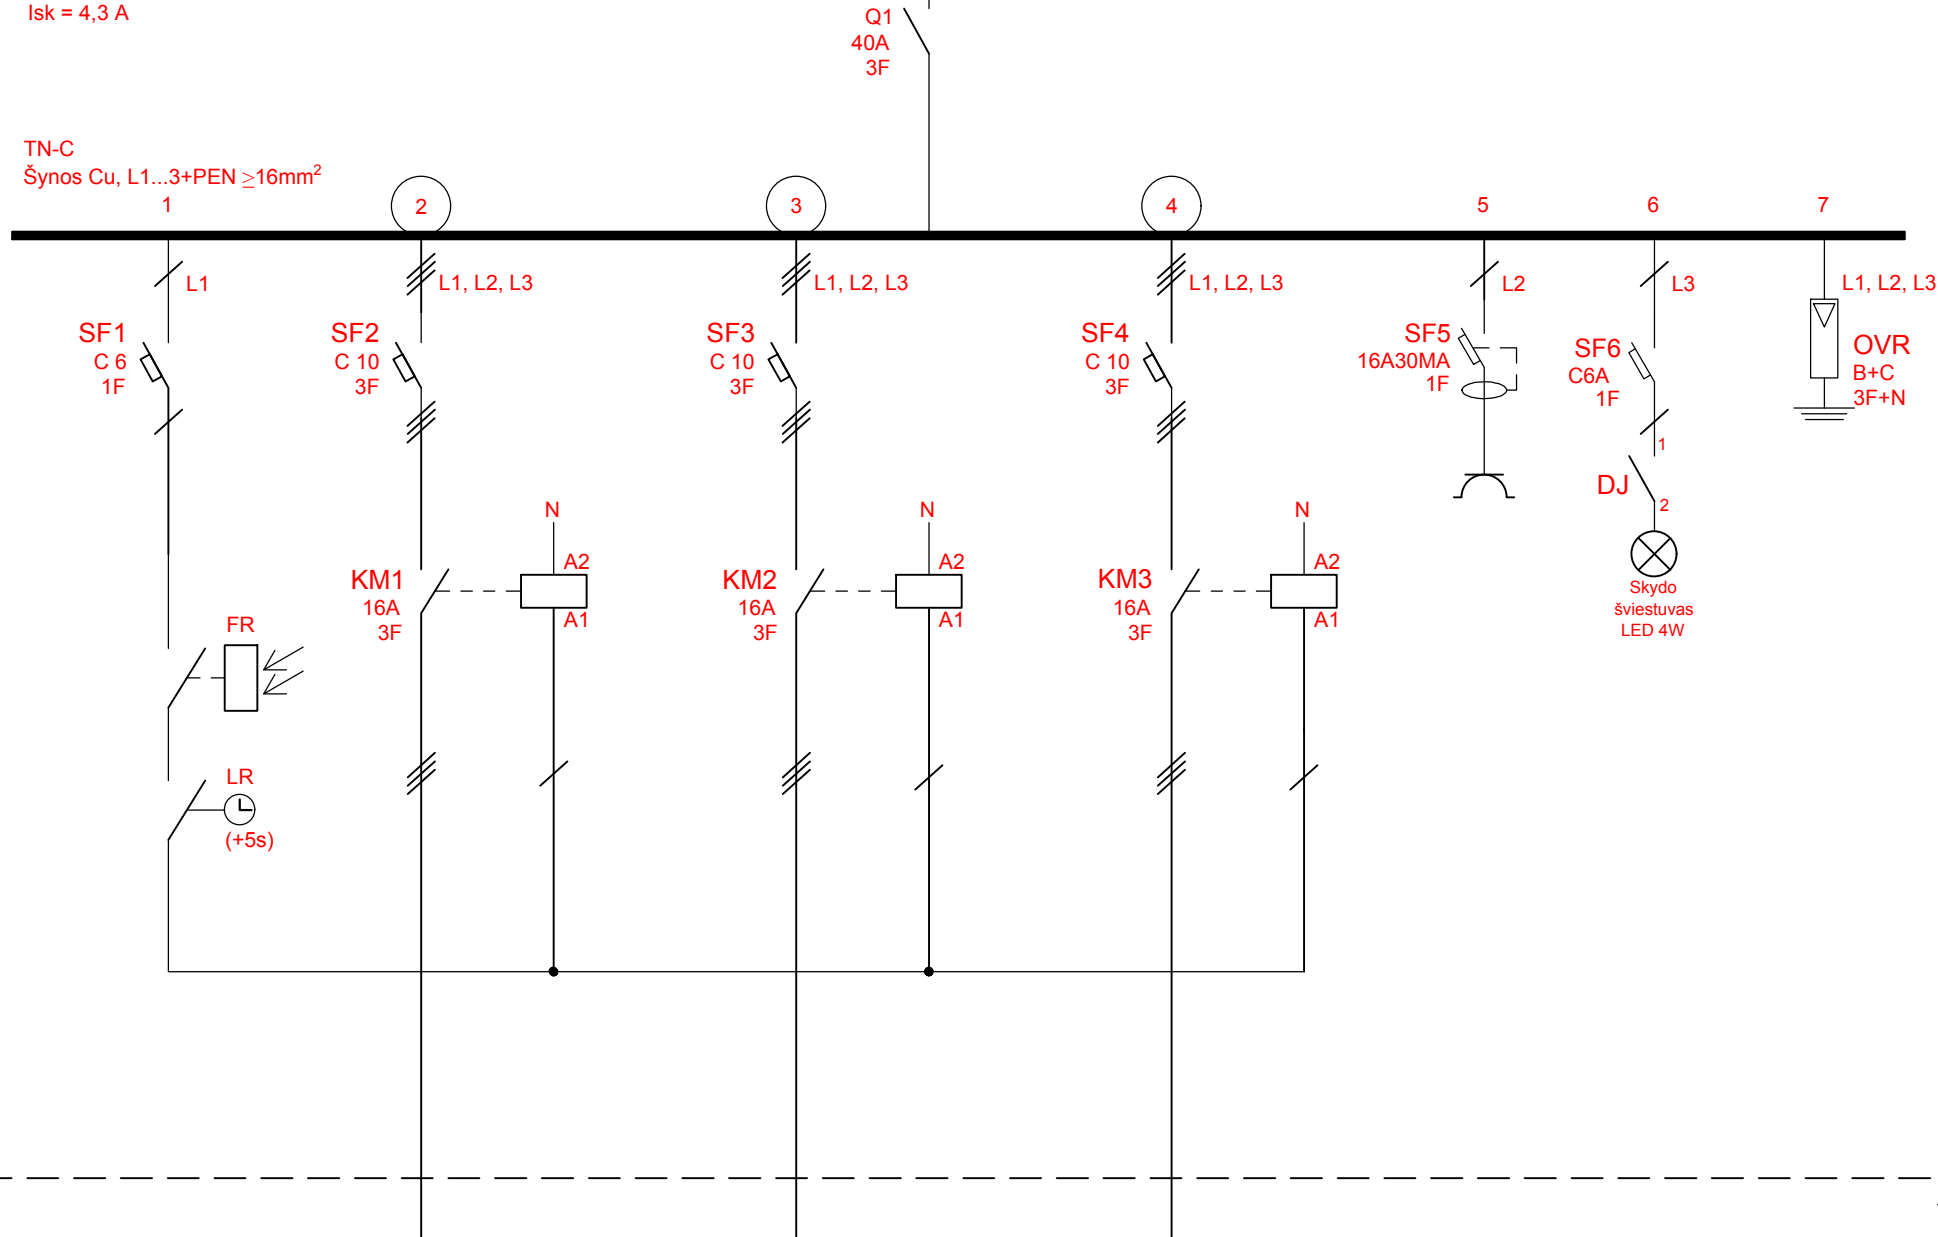 Isk = 4,3 A
Q1
40A
3F
TN-C
Šynos Cu, L1...3+PEN ≥16mm²
1
2
3
4
5
6
7
L1
L1, L2, L3
L1, L2, L3
L1, L2, L3
L2
L3
L1, L2, L3
SF1
C 6
1F
SF2
C 10
3F
SF3
C 10
3F
SF4
C 10
3F
SF5
16A30MA
1F
SF6
C6A
1F
OVR
B+C
3F+N
1
DJ
2
Skydo
šviestuvas
LED 4W
N
A2
A1
KM1
16A
3F
N
A2
A1
KM2
16A
3F
N
A2
A1
KM3
16A
3F
FR
LR
(+5s)